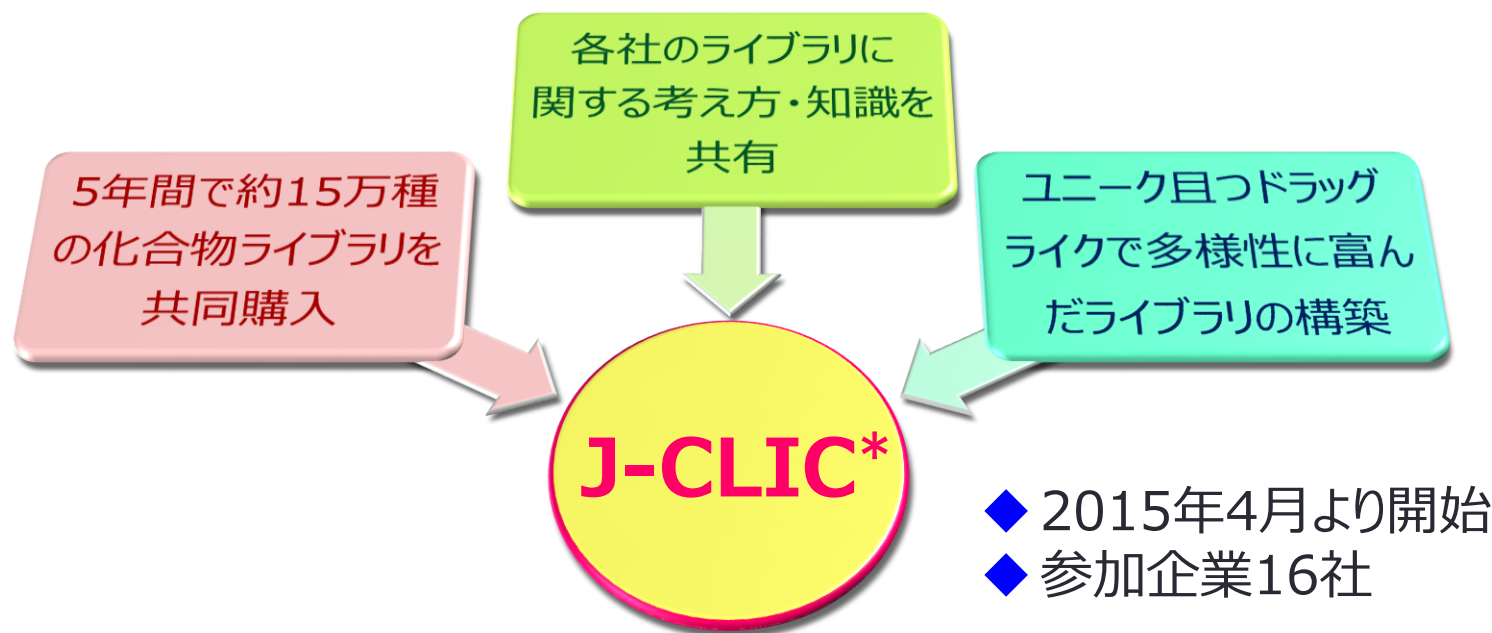 各社のライブラリに
関する考え方・知識を
共有
5年間で約15万種
の化合物ライブラリを
共同購入
ユニーク且つドラッグ
ライクで多様性に富ん
だライブラリの構築
J-CLIC*
◆ 2015年4月より開始
◆ 参加企業16社